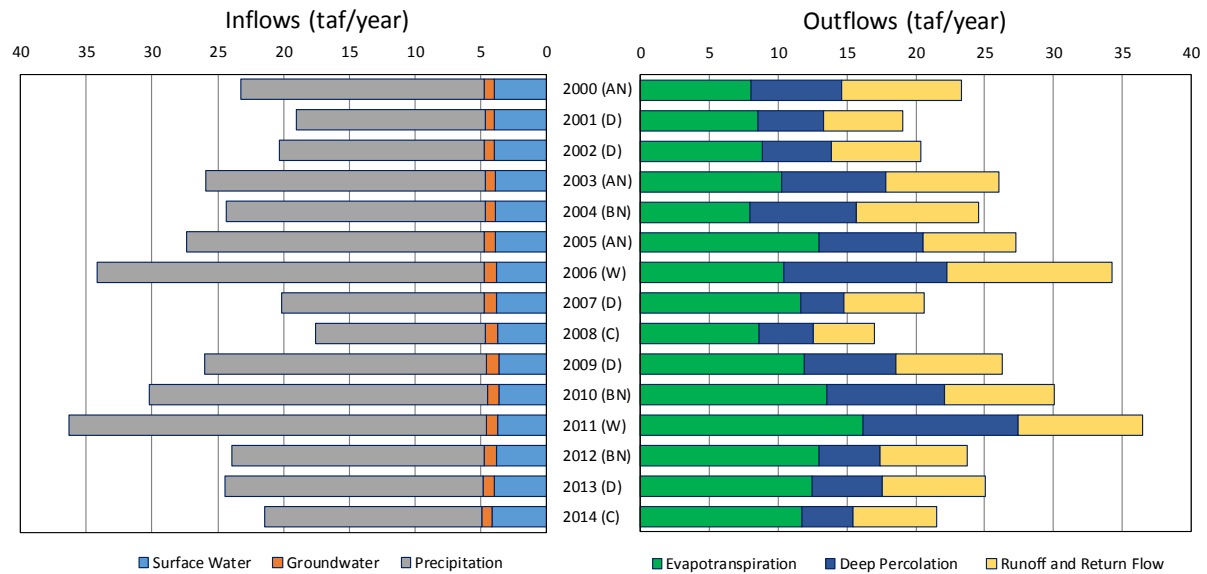 Inflows (taf/year)
Outflows (taf/year)
40 35 30 25 20 15 10 5 0
0 5 10 15 20 25 30 35 40
2000 (AN)
2001 (D)
2002 (D)
2003 (AN)
2004 (BN)
2005 (AN)
2006 (W)
2007 (D)
2008 (C)
2009 (D)
2010 (BN)
2011 (W)
2012 (BN)
2013 (D)
2014 (C)
Surface Water Groundwater Precipitation
Evapotranspiration Deep Percolation Runoff and Return Flow